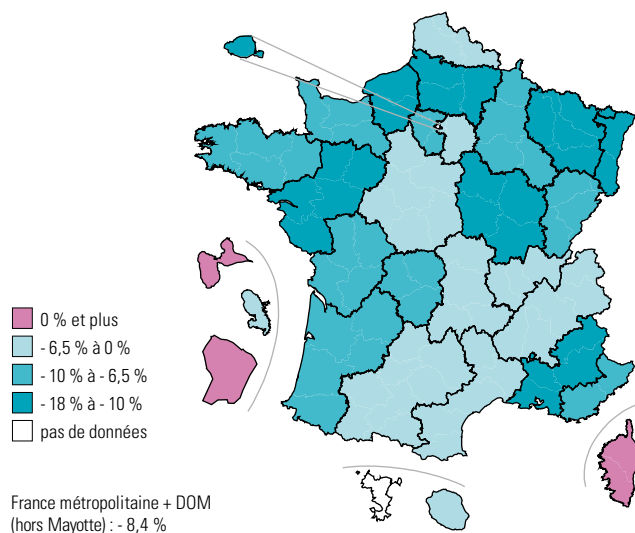 0 % et plus
- 6,5 % à 0 %
- 10 % à - 6,5 %
- 18 % à - 10 %
pas de données
France métropolitaine + DOM
(hors Mayotte) : - 8,4 %